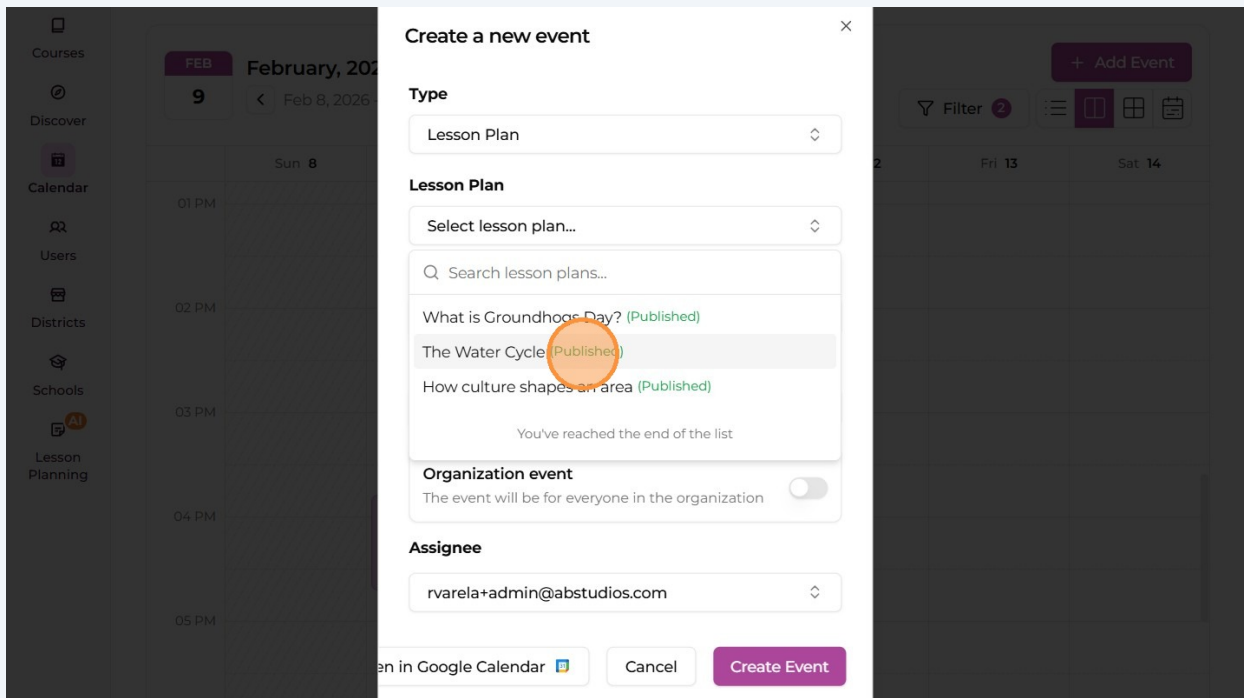 Courses
Discover
Calendar
Users
Districts
Schools
AI
Lesson
Planning
FEB
9
February, 202
Feb 8, 2026
+ Add Event
Filter 2
Sun 8
2
Fri 13
Sat 14
01 PM
02 PM
03 PM
04 PM
05 PM
Create a new event
Type
Lesson Plan
Lesson Plan
Select lesson plan...
Search lesson plans...
What is Groundhogs Day? (Published)
The Water Cycle (Published)
How culture shapes an area (Published)
You've reached the end of the list
Organization event
The event will be for everyone in the organization
Assignee
rvarela+admin@abstudios.com
en in Google Calendar 31
Cancel
Create Event